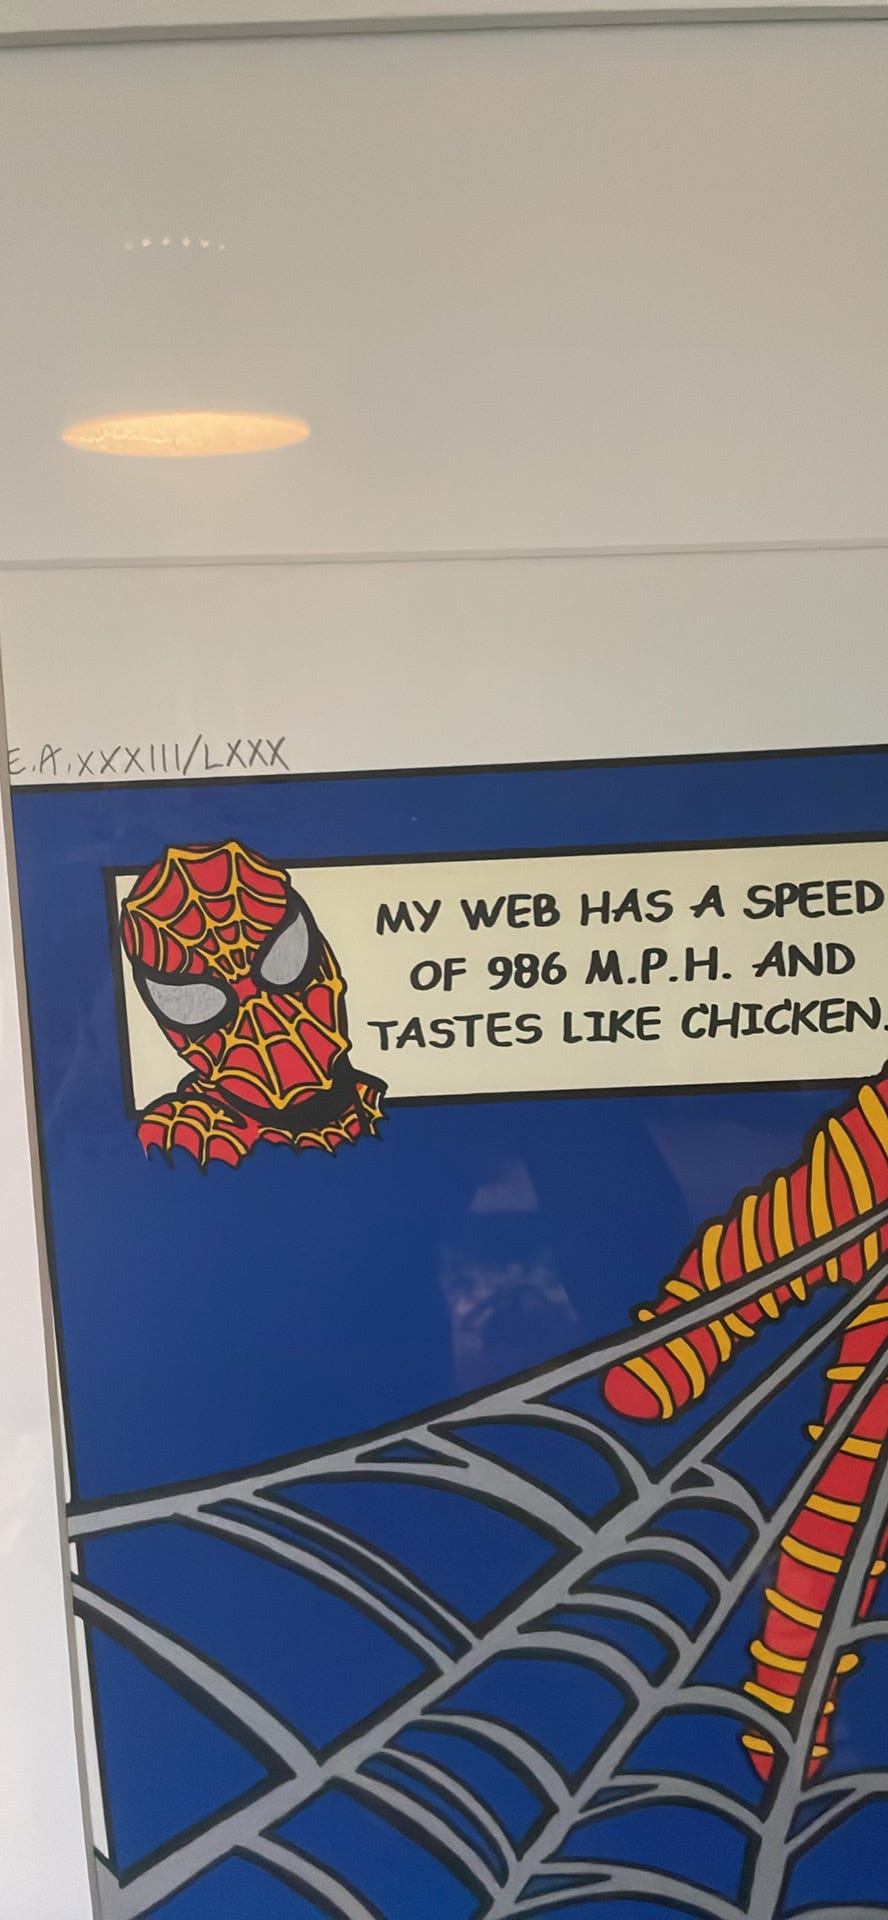 E.A.XXXIII/LXXX
MY WEB HAS A SPEED
OF 986 M.P.H. AND
TASTES LIKE CHICKEN.